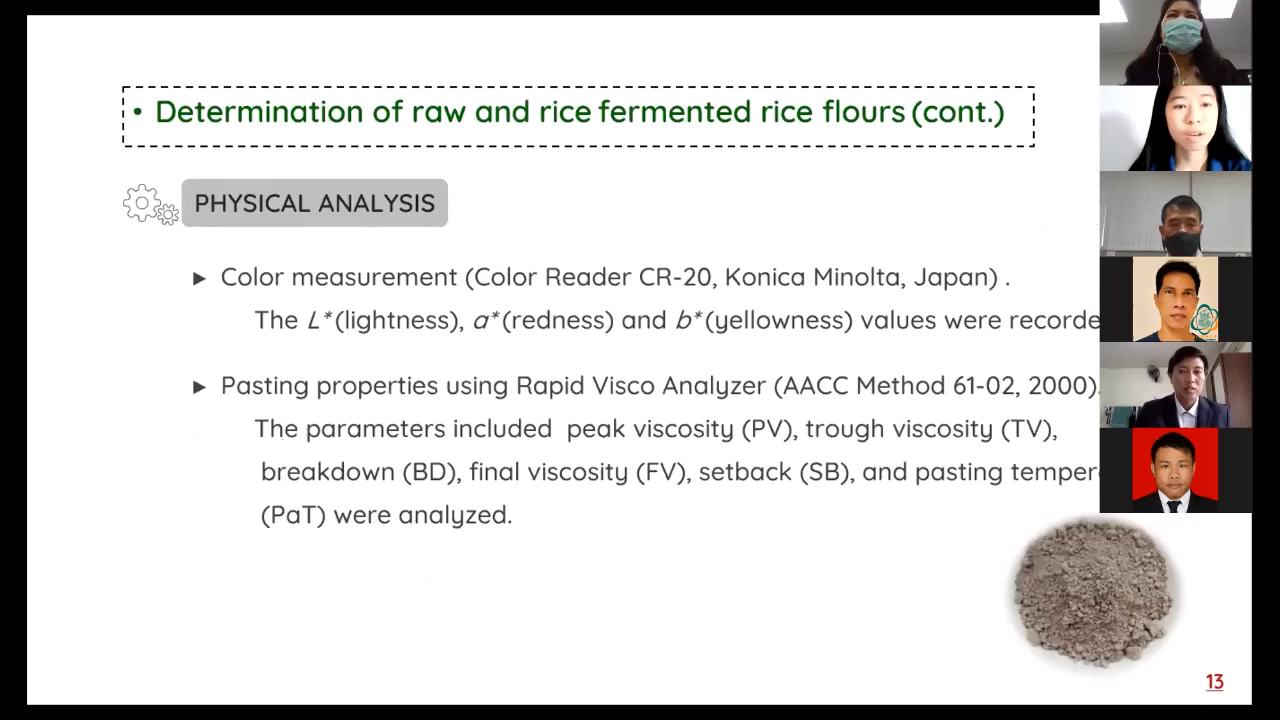 • Determination of raw and rice fermented rice flours (cont.)
PHYSICAL ANALYSIS
► Color measurement (Color Reader CR-20, Konica Minolta, Japan) .
The L* (lightness), a* (redness) and b* (yellowness) values were recorde
► Pasting properties using Rapid Visco Analyzer (AACC Method 61-02, 2000).
The parameters included peak viscosity (PV), trough viscosity (TV),
breakdown (BD), final viscosity (FV), setback (SB), and pasting temper
(PaT) were analyzed.
13